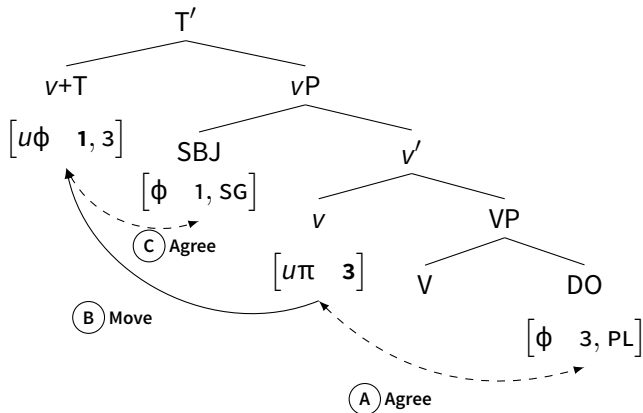 T′
v+T vP
[uφ 1, 3] SBJ v′
[φ 1, SG] v VP
C Agree
[uπ 3] V DO
B Move
[φ 3, PL]
A Agree